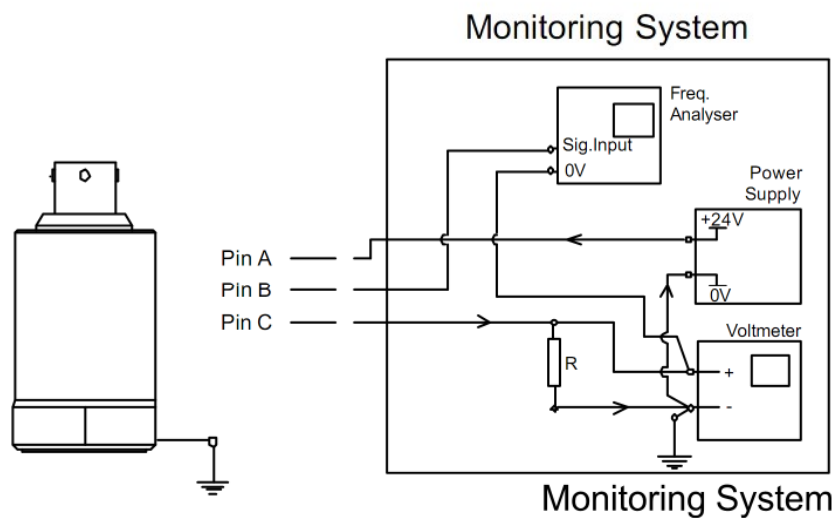 Monitoring System
Freq.
Analyser
Sig.Input
0V
Power
Supply
+24V
0V
Pin A
Pin B
Pin C
R
Voltmeter
+
-
Monitoring System